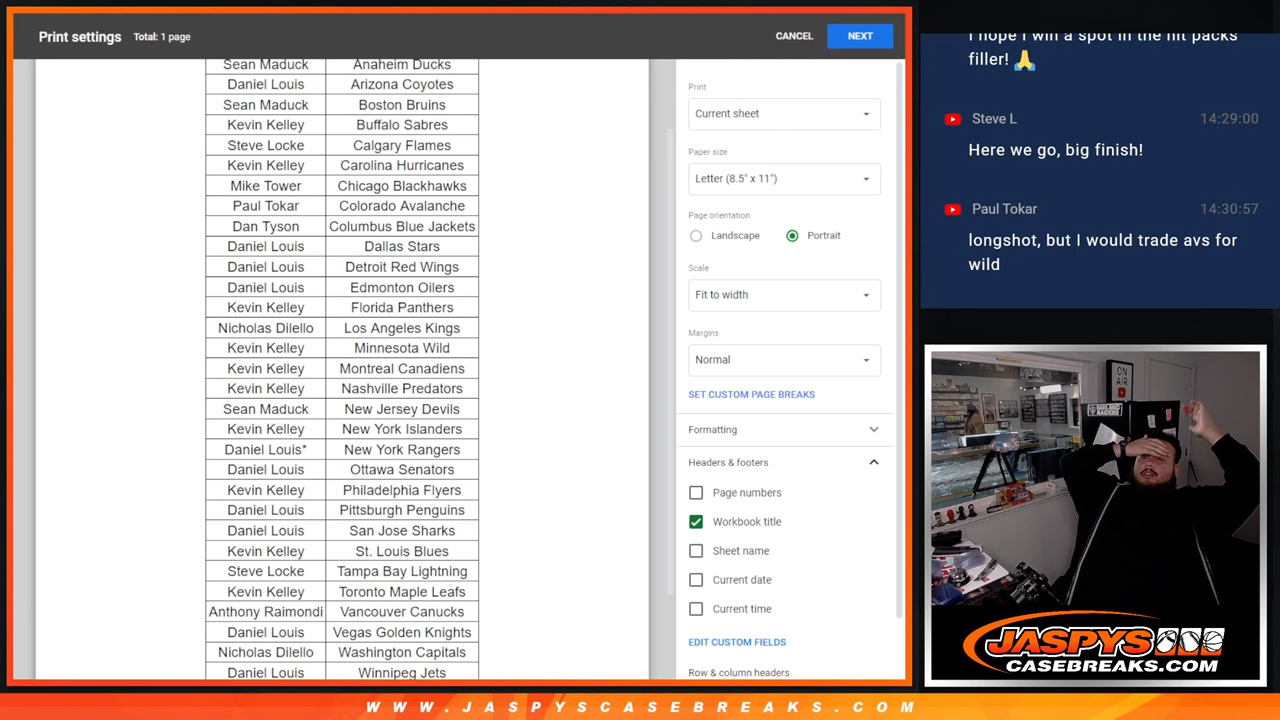 Print settings Total: 1 page
CANCEL NEXT
Sean Maduck Anaheim Ducks
Daniel Louis Arizona Coyotes
Sean Maduck Boston Bruins
Kevin Kelley Buffalo Sabres
Steve Locke Calgary Flames
Kevin Kelley Carolina Hurricanes
Mike Tower Chicago Blackhawks
Paul Tokar Colorado Avalanche
Dan Tyson Columbus Blue Jackets
Daniel Louis Dallas Stars
Daniel Louis Detroit Red Wings
Daniel Louis Edmonton Oilers
Kevin Kelley Florida Panthers
Nicholas Dilello Los Angeles Kings
Kevin Kelley Minnesota Wild
Kevin Kelley Montreal Canadiens
Kevin Kelley Nashville Predators
Sean Maduck New Jersey Devils
Kevin Kelley New York Islanders
Daniel Louis* New York Rangers
Daniel Louis Ottawa Senators
Kevin Kelley Philadelphia Flyers
Daniel Louis Pittsburgh Penguins
Daniel Louis San Jose Sharks
Kevin Kelley St. Louis Blues
Steve Locke Tampa Bay Lightning
Kevin Kelley Toronto Maple Leafs
Anthony Raimondi Vancouver Canucks
Daniel Louis Vegas Golden Knights
Nicholas Dilello Washington Capitals
Daniel Louis Winnipeg Jets
Print
Current sheet
Paper size
Letter (8.5" x 11")
Page orientation
Landscape Portrait
Scale
Fit to width
Margins
Normal
SET CUSTOM PAGE BREAKS
Formatting
Headers & footers
Page numbers
Workbook title
Sheet name
Current date
Current time
EDIT CUSTOM FIELDS
Row & column headers
I hope I win a spot in the hit packs
filler! 🙏
Steve L 14:29:00
Here we go, big finish!
Paul Tokar 14:30:57
longshot, but I would trade avs for
wild
ON
AIR
JASPYS
CASEBREAKS.COM
WWW.JASPYSCASEBREAKS.COM